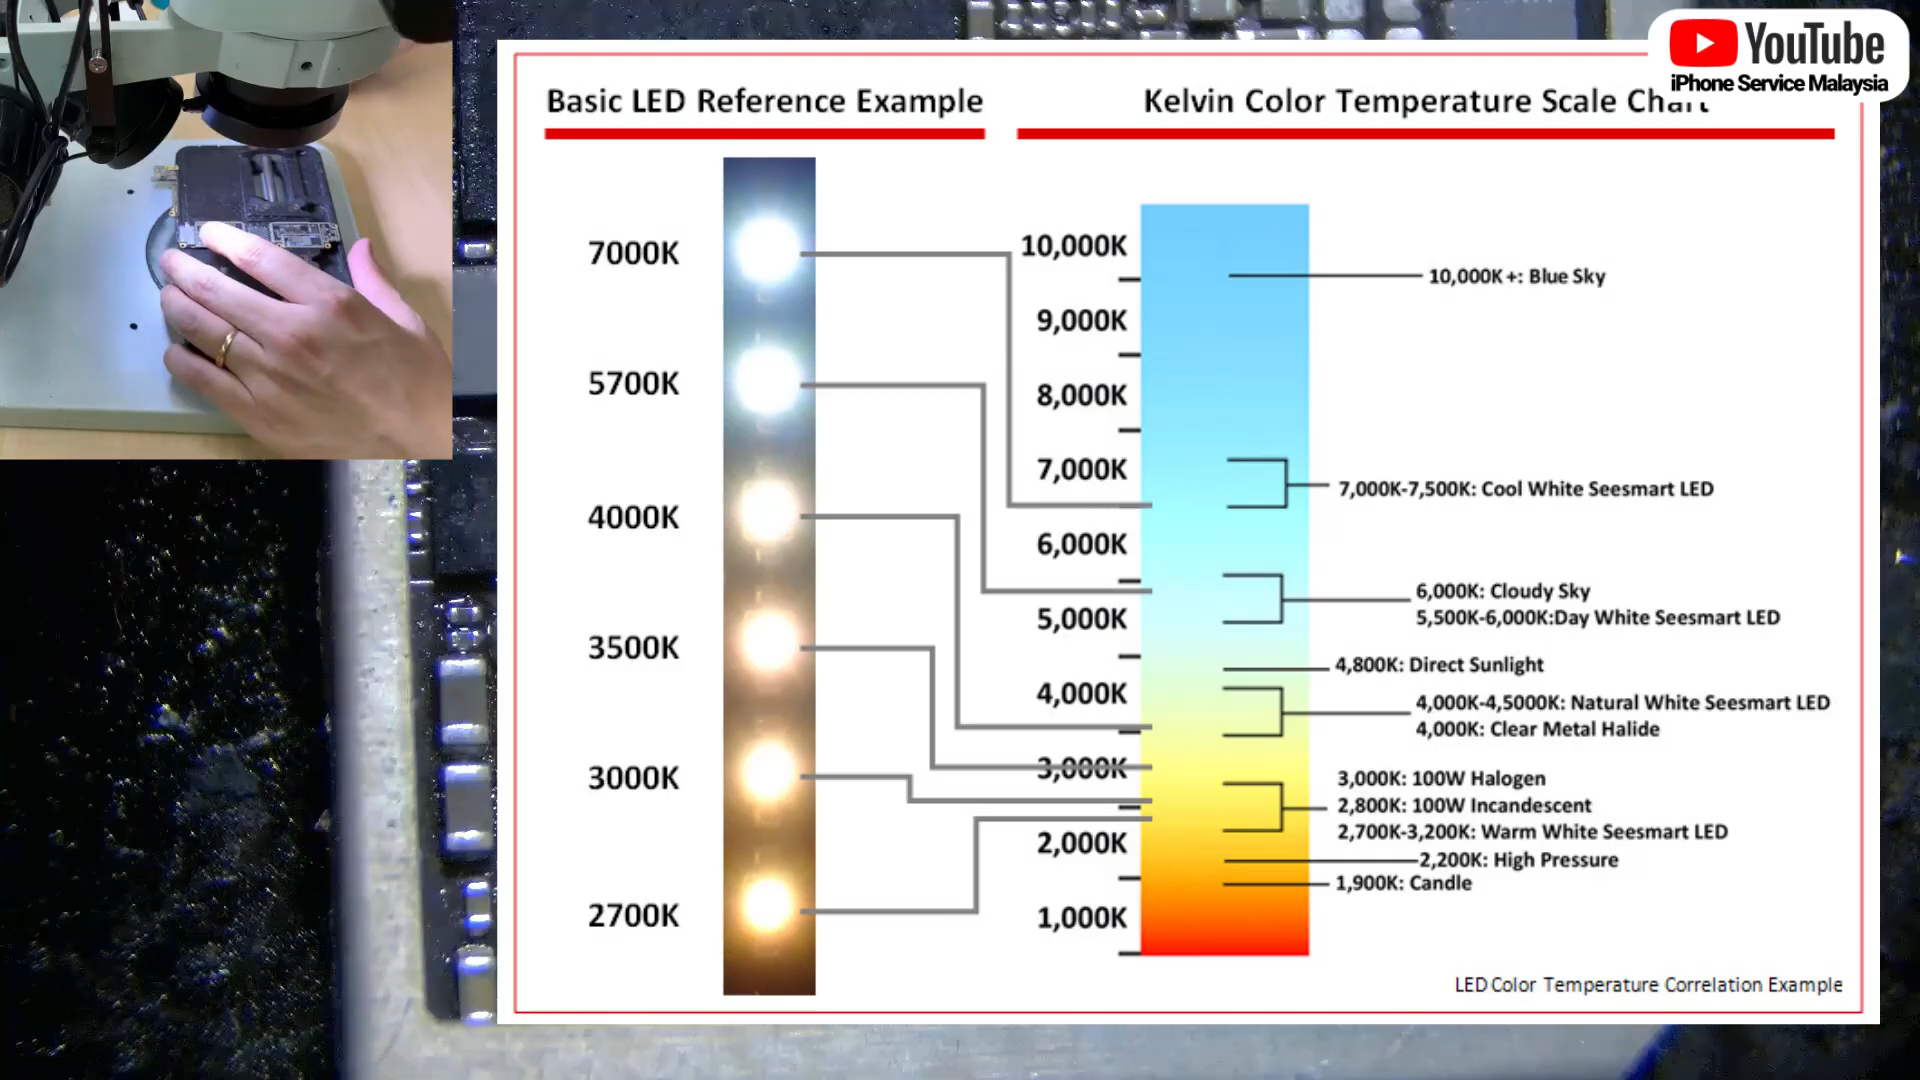 YouTube
iPhone Service Malaysia
Basic LED Reference Example
Kelvin Color Temperature Scale Chart
7000K
5700K
4000K
3500K
3000K
2700K
10,000K
9,000K
8,000K
7,000K
6,000K
5,000K
4,000K
3,000K
2,000K
1,000K
10,000K+: Blue Sky
7,000K-7,500K: Cool White Seesmart LED
6,000K: Cloudy Sky
5,500K-6,000K:Day White Seesmart LED
4,800K: Direct Sunlight
4,000K-4,5000K: Natural White Seesmart LED
4,000K: Clear Metal Halide
3,000K: 100W Halogen
2,800K: 100W Incandescent
2,700K-3,200K: Warm White Seesmart LED
2,200K: High Pressure
1,900K: Candle
LED Color Temperature Correlation Example